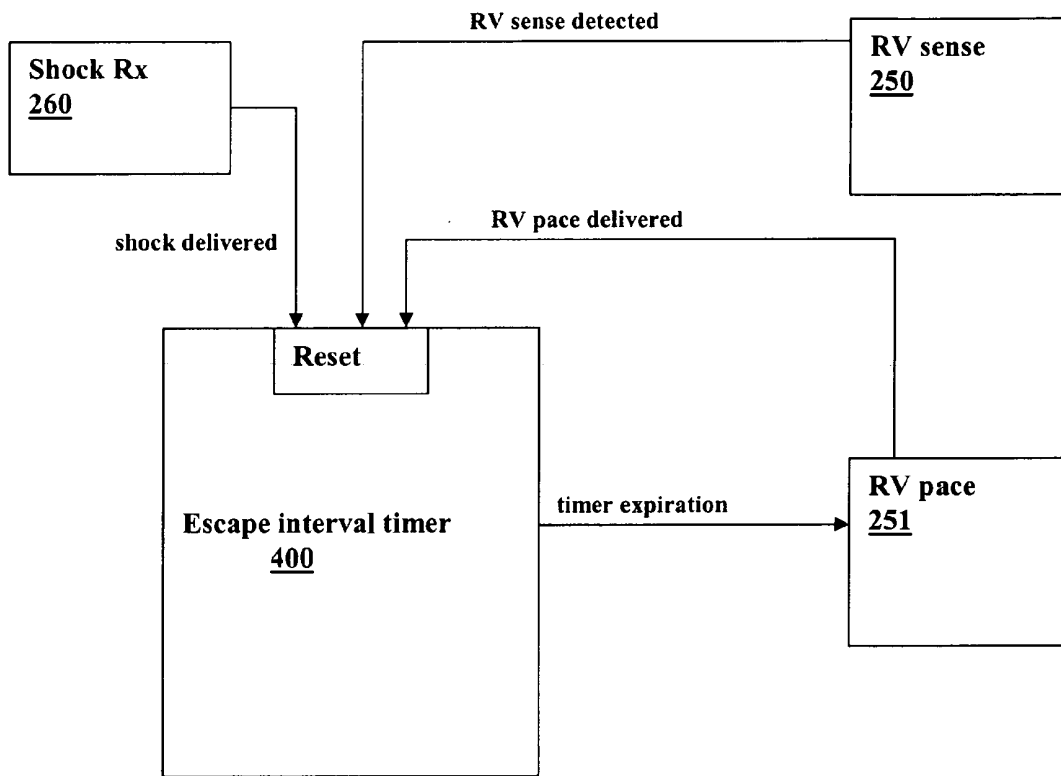 RV sense detected
RV sense
250
Shock Rx
260
RV pace delivered
shock delivered
Reset
timer expiration
RV pace
251
Escape interval timer
400